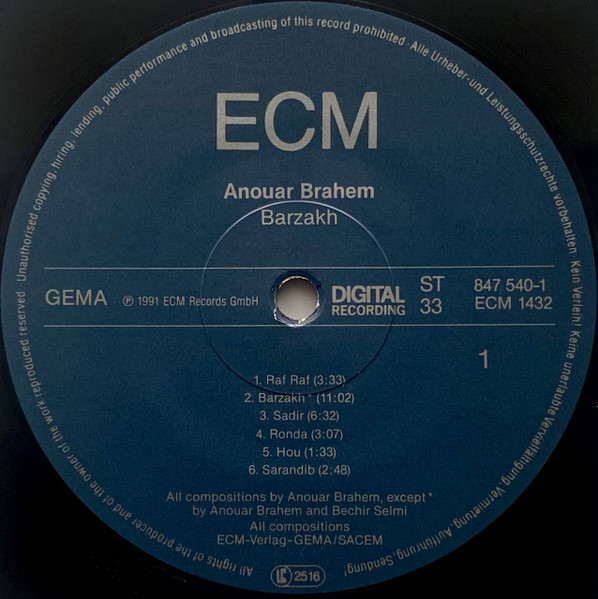 ECM
Anouar Brahem
Barzakh
GEMA
℗ 1991 ECM Records GmbH
DIGITAL
RECORDING
ST
33
847 540-1
ECM 1432
1
1. Raf Raf (3:33)
2. Barzakh * (11:02)
3. Sadir (6:32)
4. Ronda (3:07)
5. Hou (1:33)
6. Sarandib (2:48)
All compositions by Anouar Brahem, except *
by Anouar Brahem and Bechir Selmi
All compositions
ECM-Verlag-GEMA/SACEM
LC 2516
All rights of the producer and of the owner of the work reproduced reserved · Unauthorised copying, hiring, lending, public performance and broadcasting of this record prohibited · Alle Urheber- und Leistungsschutzrechte vorbehalten. Kein Verleih! Keine unerlaubte Vervielfältigung, Vermietung, Aufführung, Sendung!